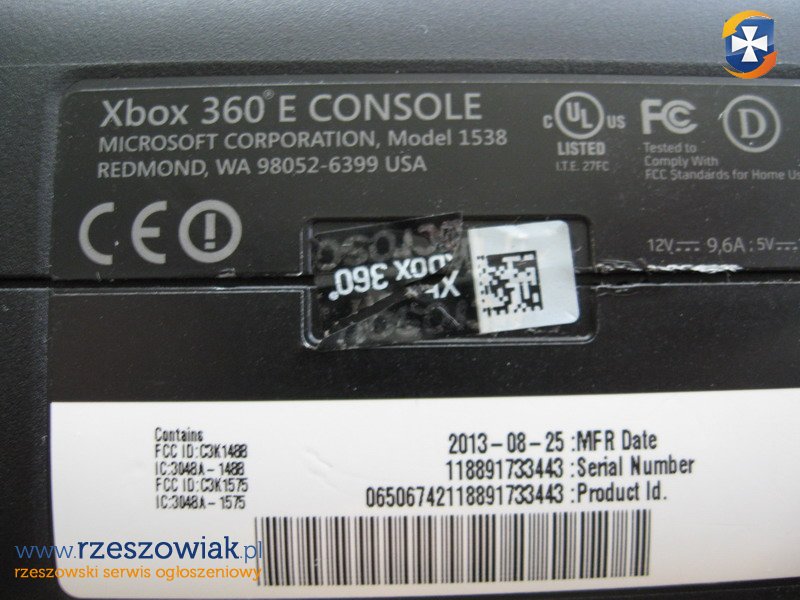 Xbox 360® E CONSOLE
MICROSOFT CORPORATION, Model 1538
REDMOND, WA 98052-6399 USA
C UL US
LISTED
I.T.E. 27FC
FC
Tested to
Comply With
FCC Standards for Home Us
D
CE
12V⎓ 9,6A : 5V⎓
XBOX 360®
Contains
FCC ID:C3K1488
IC:3048A-1488
FCC ID:C3K1575
IC:3048A-1575
2013-08-25 :MFR Date
118891733443 :Serial Number
06506742118891733443 :Product Id.
www.rzeszowiak.pl
rzeszowski serwis ogłoszeniowy